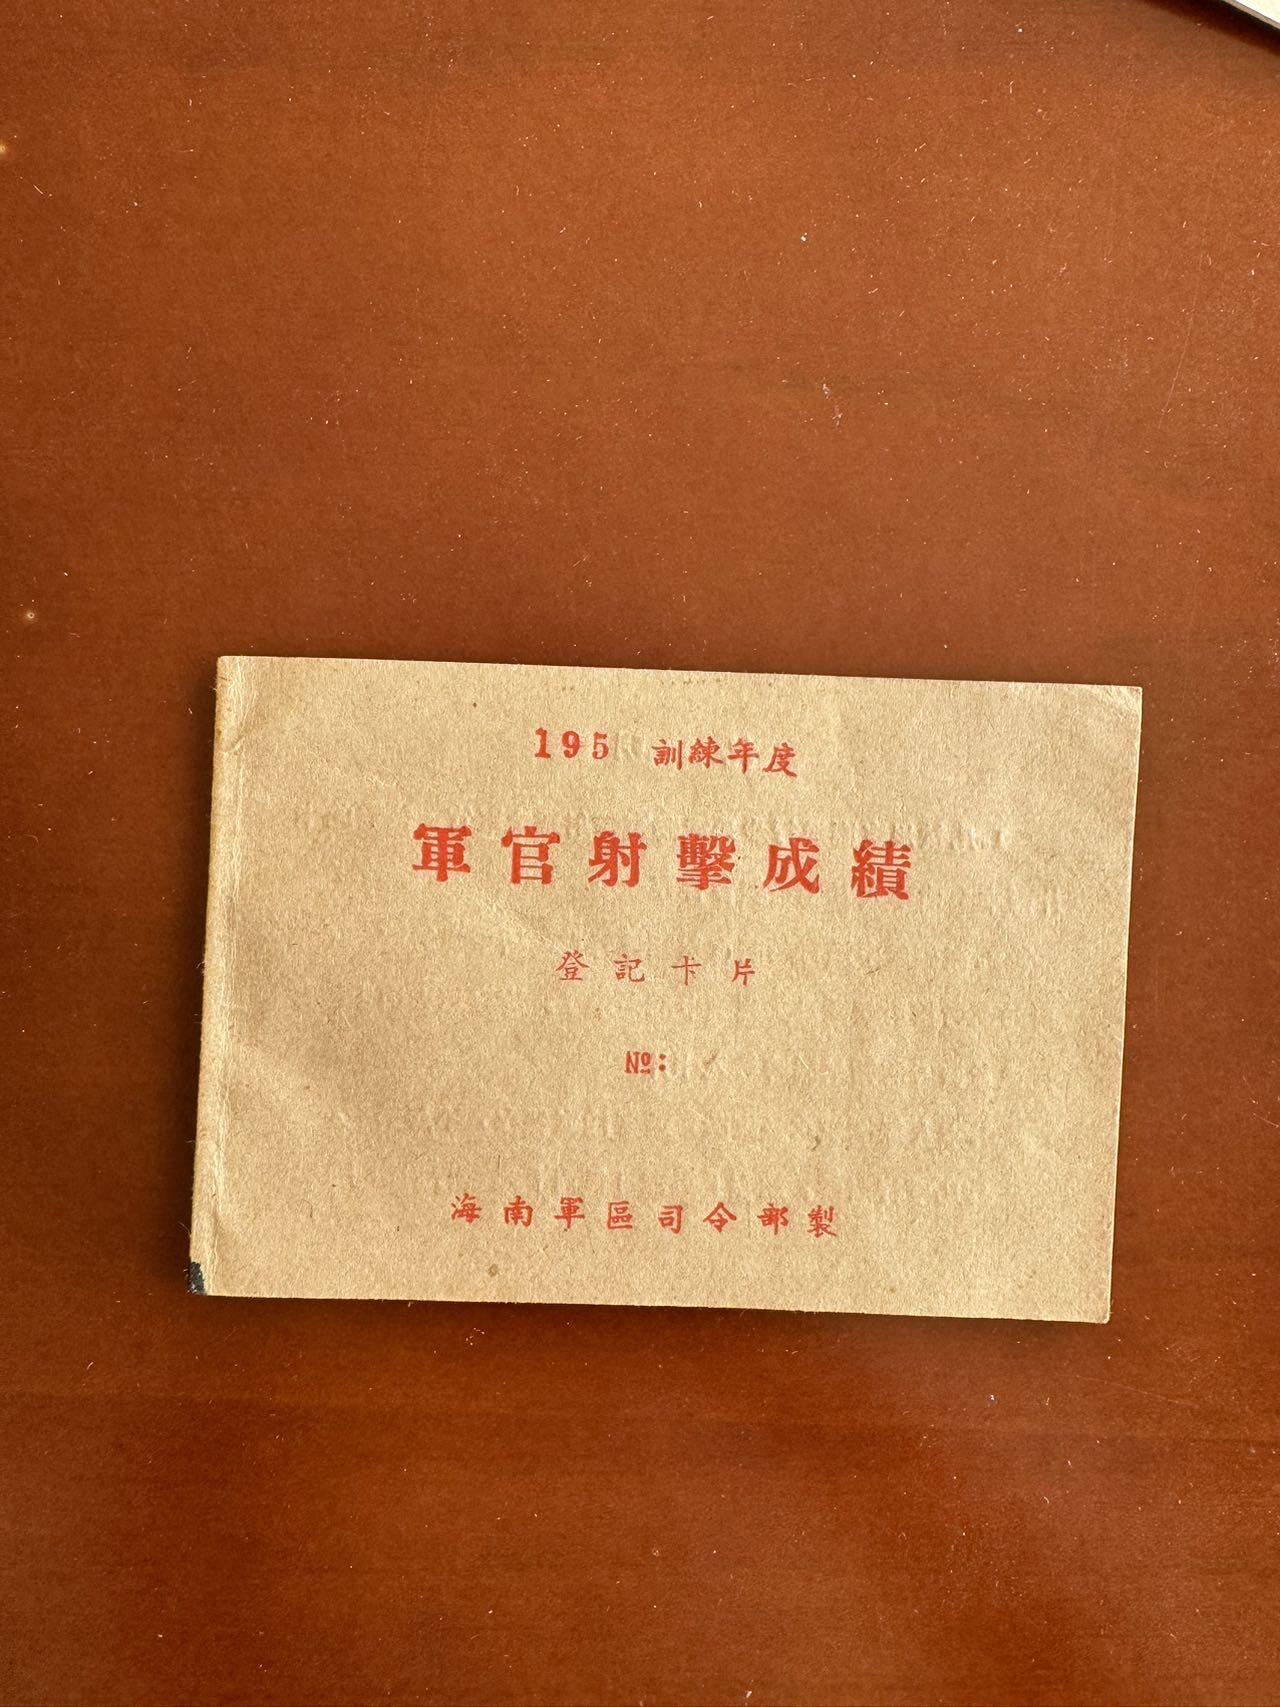 195 訓練年度
軍官射擊成績
登記卡片
№:
海南軍區司令部製